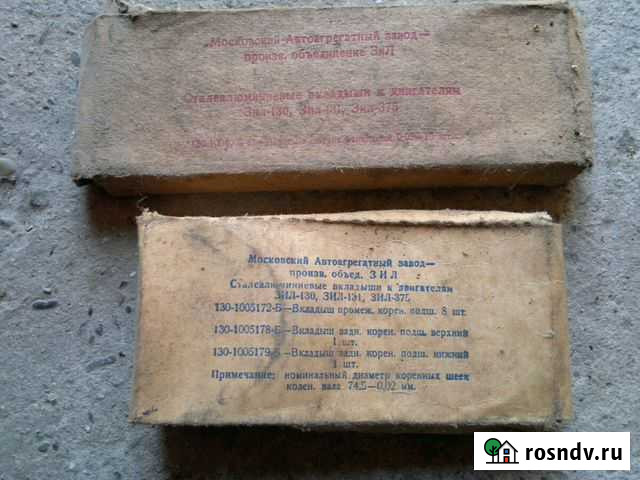 „Московский Автоагрегатный завод—
произв. объединение ЗиЛ
Сталеалюминиевые вкладыши к двигателям
ЗИЛ-130, ЗИЛ-131, ЗИЛ-375
Московский Автоагрегатный завод—
произв. объед. ЗИЛ
Сталеалюминиевые вкладыши к двигателям
ЗИЛ-130, ЗИЛ-131, ЗИЛ-375
130-1005172-Б—Вкладыш промеж. корен. подш. 8 шт.
130-1005178-Б—Вкладыш задн. корен. подш. верхний
1 шт.
130-1005179-Б—Вкладыш задн. корен. подш. нижний
1 шт.
Примечание: номинальный диаметр коренных шеек
колен. вала 74,5—0,02 мм.
rosndv.ru